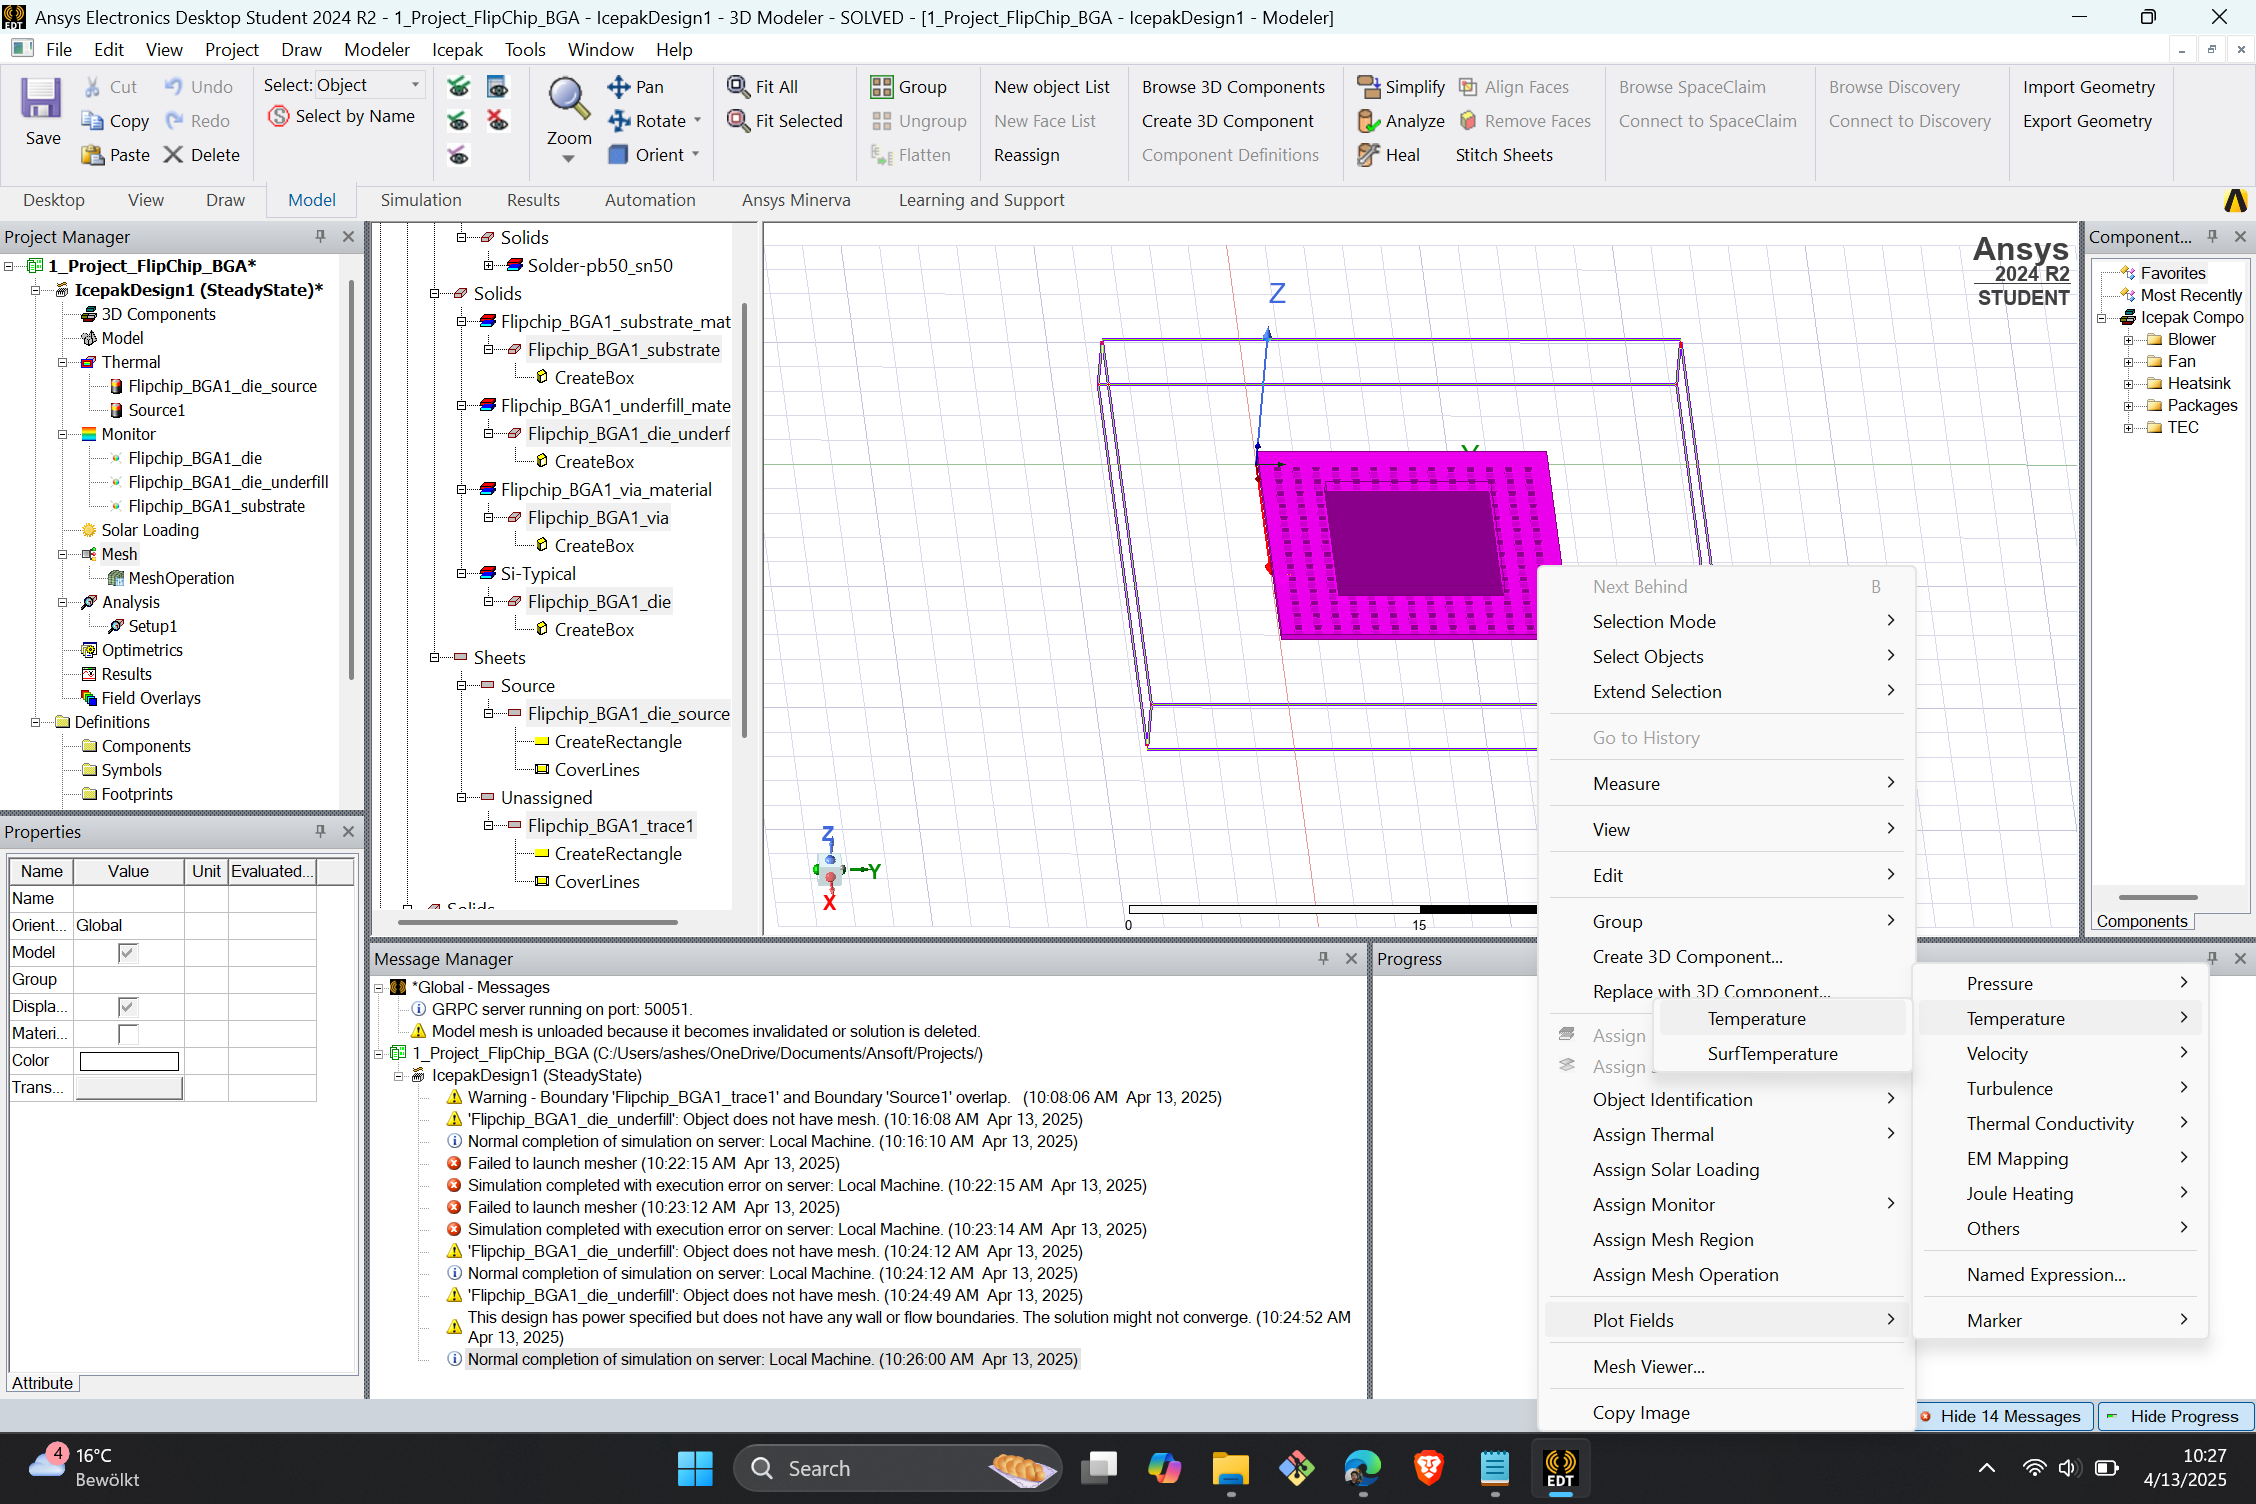 Ansys Electronics Desktop Student 2024 R2 - 1_Project_FlipChip_BGA - IcepakDesign1 - 3D Modeler - SOLVED - [1_Project_FlipChip_BGA - IcepakDesign1 - Modeler]
File Edit View Project Draw Modeler Icepak Tools Window Help
Save
Cut
Copy
Paste
Undo
Redo
Delete
Select: Object
Select by Name
Zoom
Pan
Rotate
Orient
Fit All
Fit Selected
Group
Ungroup
Flatten
New object List
New Face List
Reassign
Browse 3D Components
Create 3D Component
Component Definitions
Simplify
Analyze
Heal
Align Faces
Remove Faces
Stitch Sheets
Browse SpaceClaim
Connect to SpaceClaim
Browse Discovery
Connect to Discovery
Import Geometry
Export Geometry
Desktop View Draw Model Simulation Results Automation Ansys Minerva Learning and Support
Project Manager
1_Project_FlipChip_BGA*
IcepakDesign1 (SteadyState)*
3D Components
Model
Thermal
Flipchip_BGA1_die_source
Source1
Monitor
Flipchip_BGA1_die
Flipchip_BGA1_die_underfill
Flipchip_BGA1_substrate
Solar Loading
Mesh
MeshOperation
Analysis
Setup1
Optimetrics
Results
Field Overlays
Definitions
Components
Symbols
Footprints
Properties
Name Value Unit Evaluated...
Name
Orient... Global
Model
Group
Displa...
Materi...
Color
Trans...
Attribute
Solids
Solder-pb50_sn50
Solids
Flipchip_BGA1_substrate_mat
Flipchip_BGA1_substrate
CreateBox
Flipchip_BGA1_underfill_mate
Flipchip_BGA1_die_underf
CreateBox
Flipchip_BGA1_via_material
Flipchip_BGA1_via
CreateBox
Si-Typical
Flipchip_BGA1_die
CreateBox
Sheets
Source
Flipchip_BGA1_die_source
CreateRectangle
CoverLines
Unassigned
Flipchip_BGA1_trace1
CreateRectangle
CoverLines
Solids
Ansys
2024 R2
STUDENT
Z
Y
Z
Y
X
0
15
Component...
Favorites
Most Recently
Icepak Compo
Blower
Fan
Heatsink
Packages
TEC
Components
Message Manager
*Global - Messages
GRPC server running on port: 50051.
Model mesh is unloaded because it becomes invalidated or solution is deleted.
1_Project_FlipChip_BGA (C:/Users/ashes/OneDrive/Documents/Ansoft/Projects/)
IcepakDesign1 (SteadyState)
Warning - Boundary 'Flipchip_BGA1_trace1' and Boundary 'Source1' overlap. (10:08:06 AM Apr 13, 2025)
'Flipchip_BGA1_die_underfill': Object does not have mesh. (10:16:08 AM Apr 13, 2025)
Normal completion of simulation on server: Local Machine. (10:16:10 AM Apr 13, 2025)
Failed to launch mesher (10:22:15 AM Apr 13, 2025)
Simulation completed with execution error on server: Local Machine. (10:22:15 AM Apr 13, 2025)
Failed to launch mesher (10:23:12 AM Apr 13, 2025)
Simulation completed with execution error on server: Local Machine. (10:23:14 AM Apr 13, 2025)
'Flipchip_BGA1_die_underfill': Object does not have mesh. (10:24:12 AM Apr 13, 2025)
Normal completion of simulation on server: Local Machine. (10:24:12 AM Apr 13, 2025)
'Flipchip_BGA1_die_underfill': Object does not have mesh. (10:24:49 AM Apr 13, 2025)
This design has power specified but does not have any wall or flow boundaries. The solution might not converge. (10:24:52 AM
Apr 13, 2025)
Normal completion of simulation on server: Local Machine. (10:26:00 AM Apr 13, 2025)
Progress
Next Behind B
Selection Mode
Select Objects
Extend Selection
Go to History
Measure
View
Edit
Group
Create 3D Component...
Replace with 3D Component...
Assign
Assign
Object Identification
Assign Thermal
Assign Solar Loading
Assign Monitor
Assign Mesh Region
Assign Mesh Operation
Plot Fields
Mesh Viewer...
Copy Image
Temperature
SurfTemperature
Pressure
Temperature
Velocity
Turbulence
Thermal Conductivity
EM Mapping
Joule Heating
Others
Named Expression...
Marker
Hide 14 Messages
Hide Progress
4
16°C
Bewölkt
Search
EDT
10:27
4/13/2025